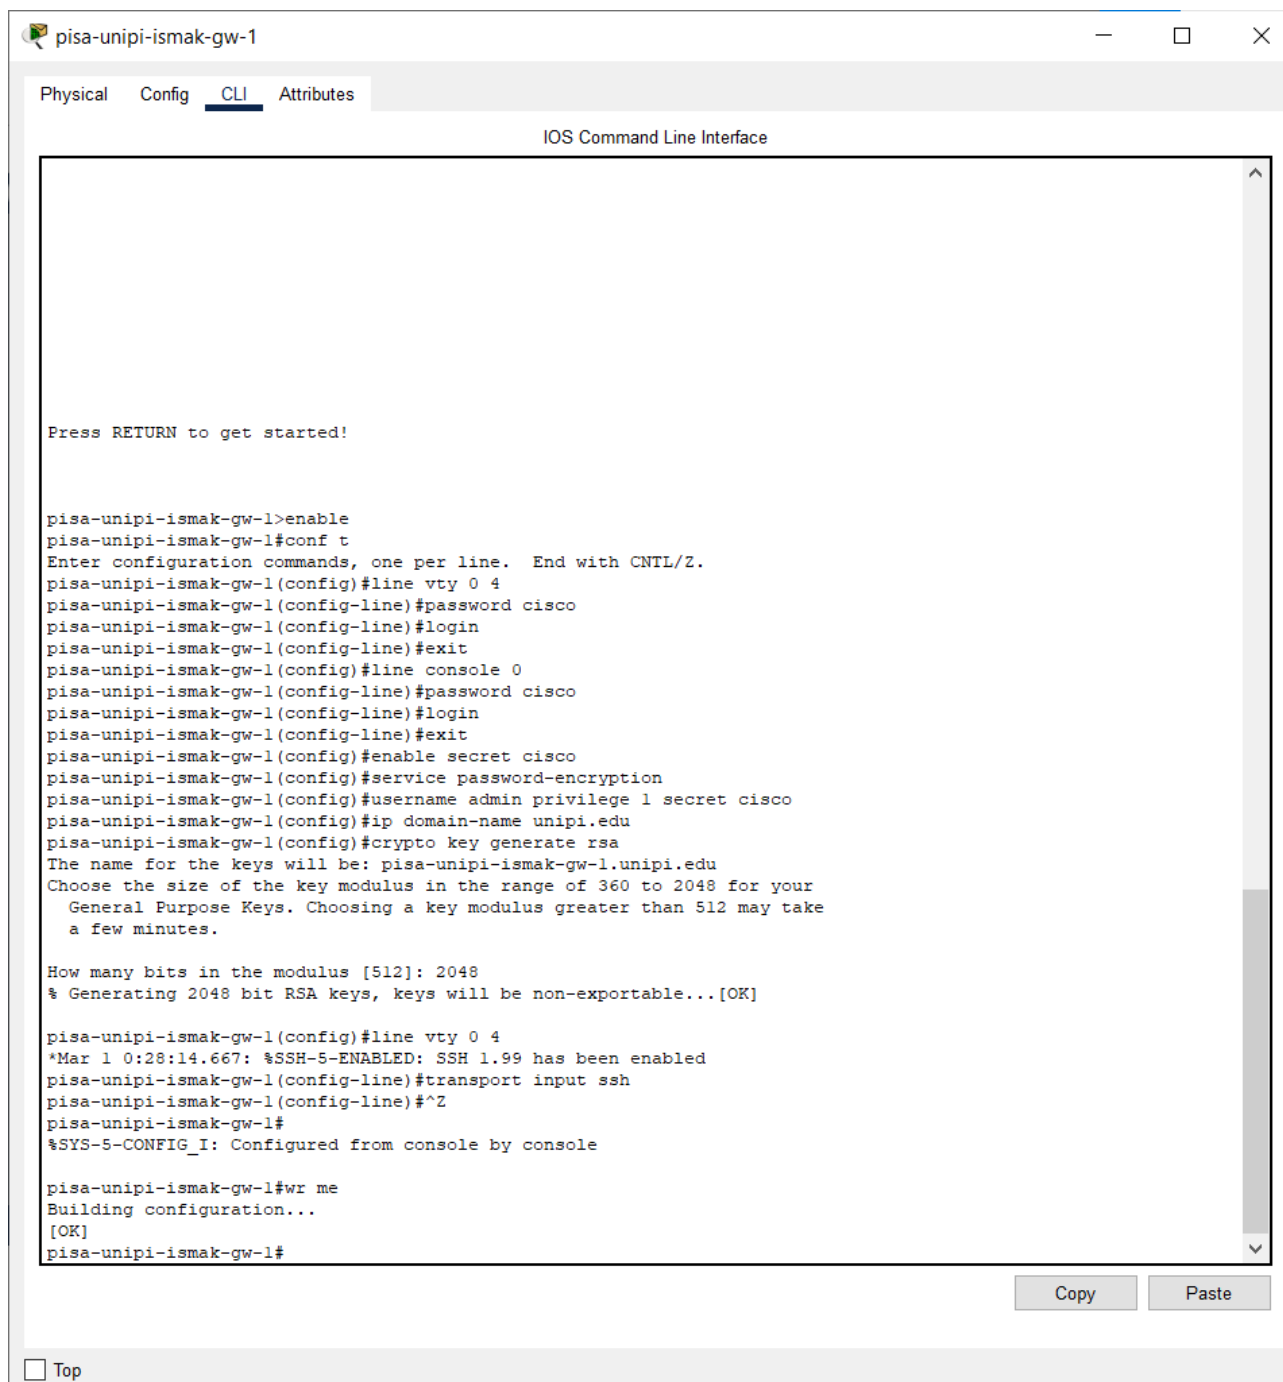 pisa-unipi-ismak-gw-1
Physical Config CLI Attributes
IOS Command Line Interface
Press RETURN to get started!
pisa-unipi-ismak-gw-1>enable
pisa-unipi-ismak-gw-1#conf t
Enter configuration commands, one per line.  End with CNTL/Z.
pisa-unipi-ismak-gw-1(config)#line vty 0 4
pisa-unipi-ismak-gw-1(config-line)#password cisco
pisa-unipi-ismak-gw-1(config-line)#login
pisa-unipi-ismak-gw-1(config-line)#exit
pisa-unipi-ismak-gw-1(config)#line console 0
pisa-unipi-ismak-gw-1(config-line)#password cisco
pisa-unipi-ismak-gw-1(config-line)#login
pisa-unipi-ismak-gw-1(config-line)#exit
pisa-unipi-ismak-gw-1(config)#enable secret cisco
pisa-unipi-ismak-gw-1(config)#service password-encryption
pisa-unipi-ismak-gw-1(config)#username admin privilege 1 secret cisco
pisa-unipi-ismak-gw-1(config)#ip domain-name unipi.edu
pisa-unipi-ismak-gw-1(config)#crypto key generate rsa
The name for the keys will be: pisa-unipi-ismak-gw-1.unipi.edu
Choose the size of the key modulus in the range of 360 to 2048 for your
  General Purpose Keys. Choosing a key modulus greater than 512 may take
  a few minutes.
How many bits in the modulus [512]: 2048
% Generating 2048 bit RSA keys, keys will be non-exportable...[OK]
pisa-unipi-ismak-gw-1(config)#line vty 0 4
*Mar 1 0:28:14.667: %SSH-5-ENABLED: SSH 1.99 has been enabled
pisa-unipi-ismak-gw-1(config-line)#transport input ssh
pisa-unipi-ismak-gw-1(config-line)#^Z
pisa-unipi-ismak-gw-1#
%SYS-5-CONFIG_I: Configured from console by console
pisa-unipi-ismak-gw-1#wr me
Building configuration...
[OK]
pisa-unipi-ismak-gw-1#
Copy Paste
Top